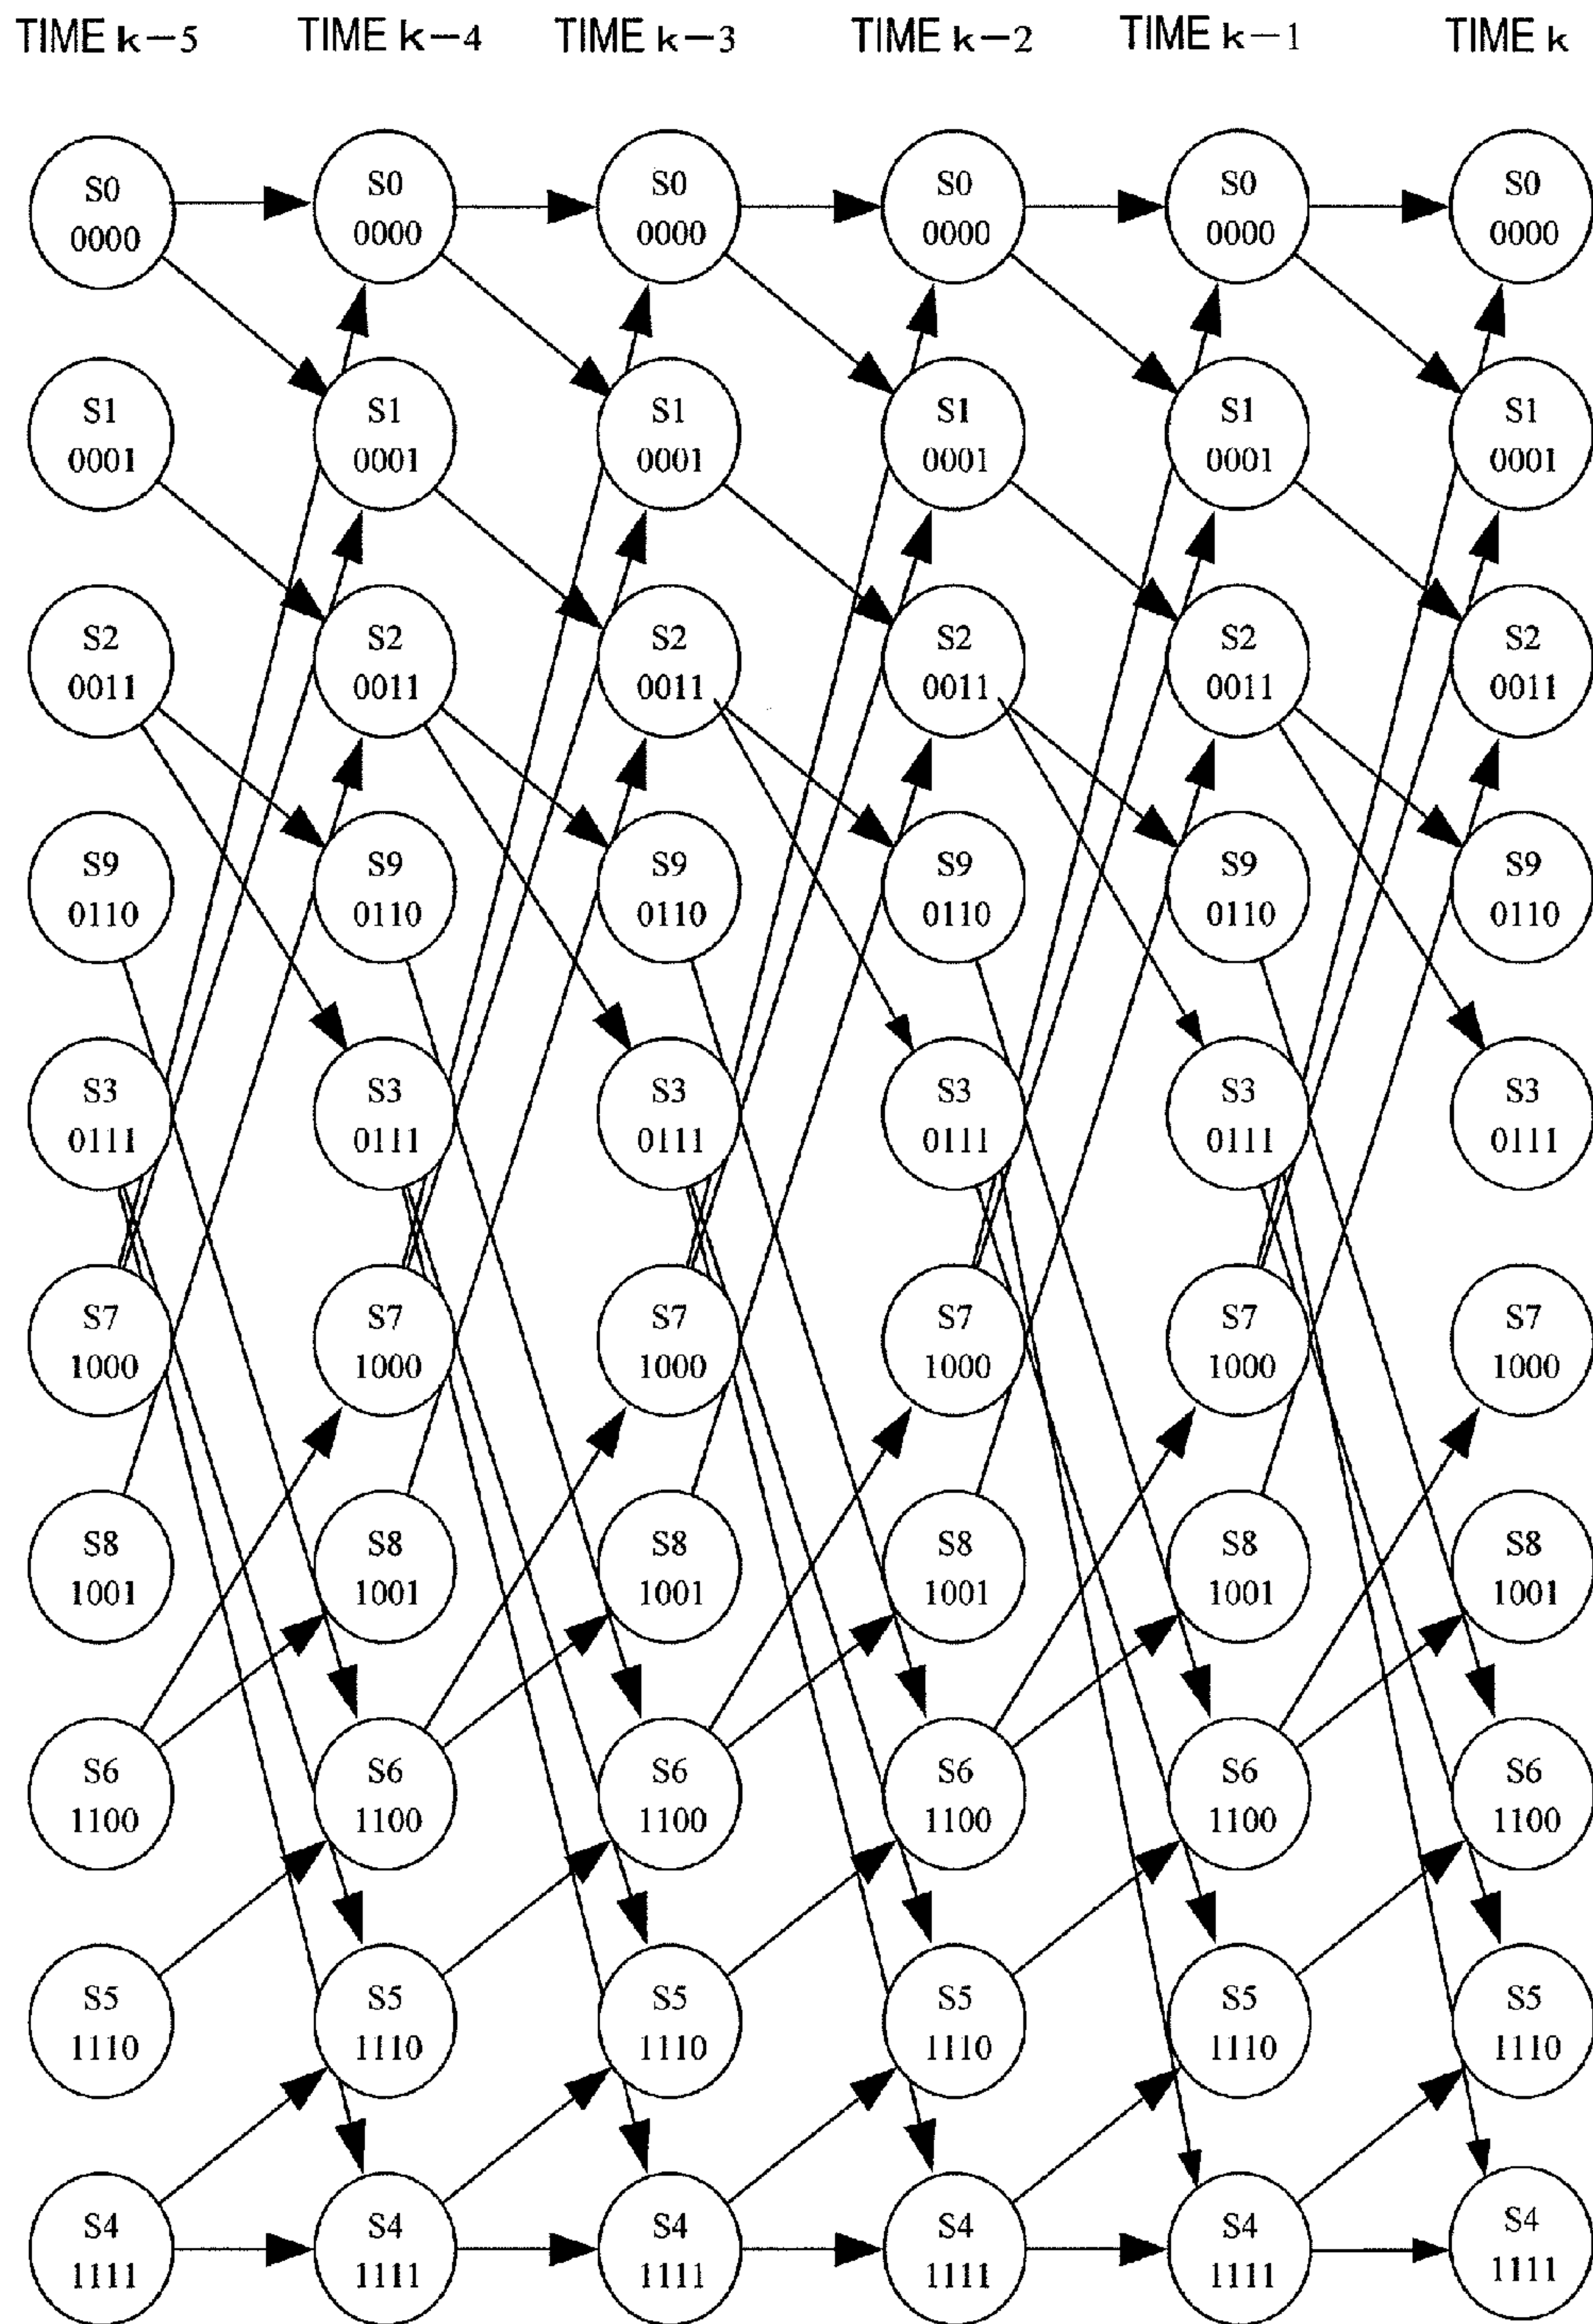 TIME k−5 TIME k−4 TIME k−3 TIME k−2 TIME k−1 TIME k
S0 S0 S0 S0 S0 S0
0000 0000 0000 0000 0000 0000
S1 S1 S1 S1 S1 S1
0001 0001 0001 0001 0001 0001
S2 S2 S2 S2 S2 S2
0011 0011 0011 0011 0011 0011
S9 S9 S9 S9 S9 S9
0110 0110 0110 0110 0110 0110
S3 S3 S3 S3 S3 S3
0111 0111 0111 0111 0111 0111
S7 S7 S7 S7 S7 S7
1000 1000 1000 1000 1000 1000
S8 S8 S8 S8 S8 S8
1001 1001 1001 1001 1001 1001
S6 S6 S6 S6 S6 S6
1100 1100 1100 1100 1100 1100
S5 S5 S5 S5 S5 S5
1110 1110 1110 1110 1110 1110
S4 S4 S4 S4 S4 S4
1111 1111 1111 1111 1111 1111